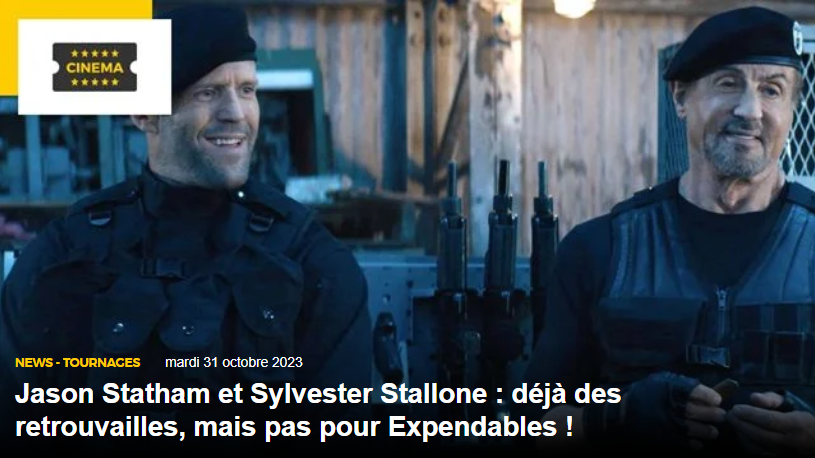 CINEMA
NEWS - TOURNAGES mardi 31 octobre 2023
Jason Statham et Sylvester Stallone : déjà des
retrouvailles, mais pas pour Expendables !